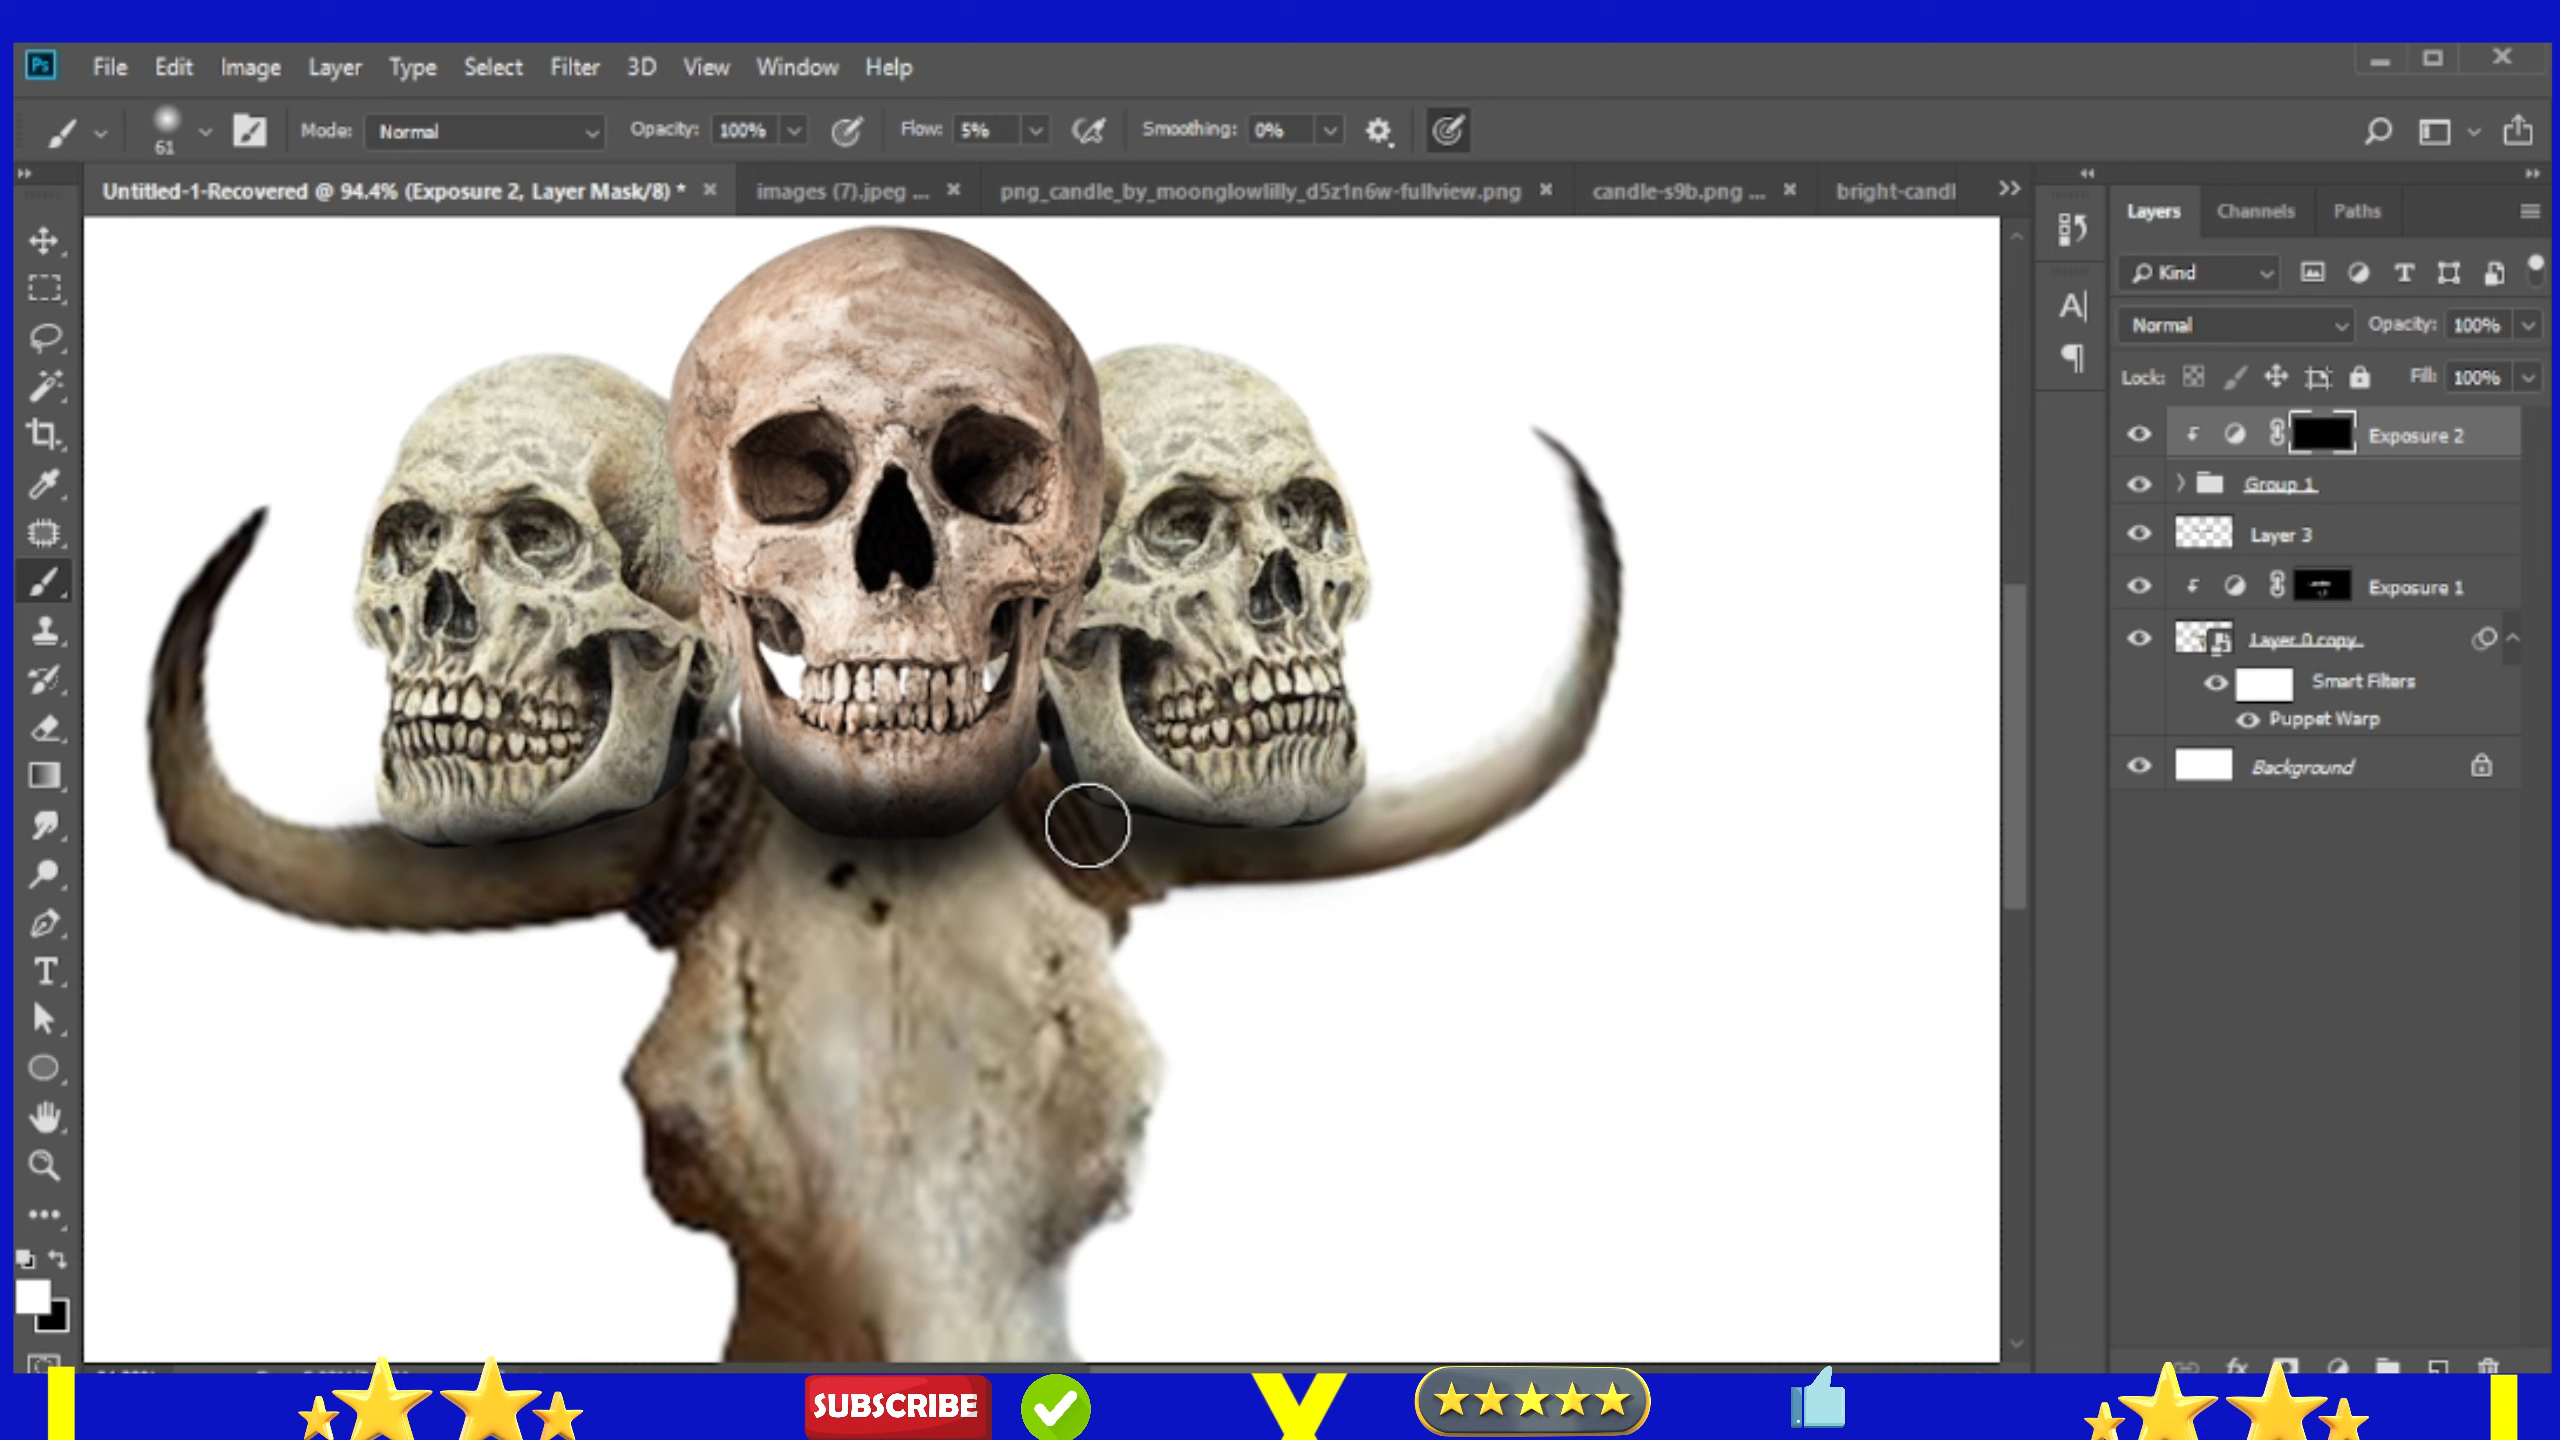 Ps File Edit Image Layer Type Select Filter 3D View Window Help
61 Mode: Normal Opacity: 100% Flow: 5% Smoothing: 0%
Untitled-1-Recovered @ 94.4% (Exposure 2, Layer Mask/8) * images (7).jpeg ... png_candle_by_moonglowlilly_d5z1n6w-fullview.png candle-s9b.png ... bright-candl
Layers Channels Paths
Kind
Normal Opacity: 100%
Lock: Fill: 100%
Exposure 2
Group 1
Layer 3
Exposure 1
Layer 0 copy
Smart Filters
Puppet Warp
Background
SUBSCRIBE